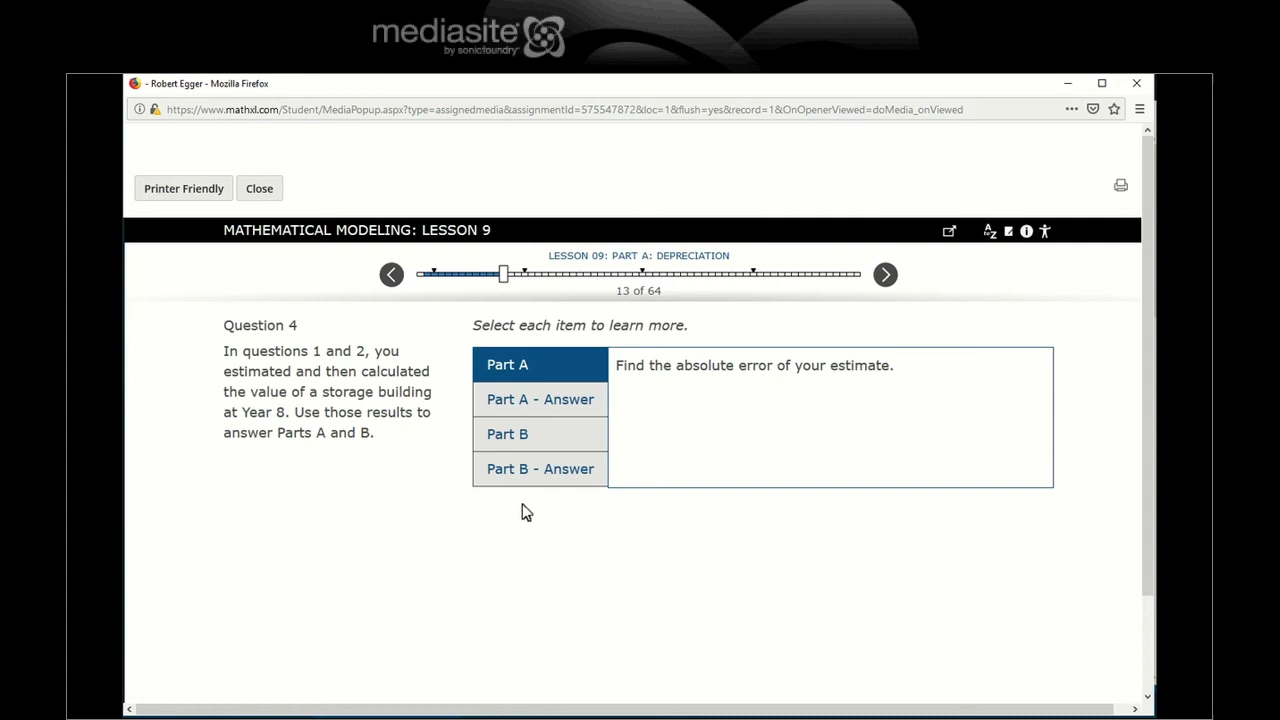 mediasite
by sonicfoundry
- Robert Egger - Mozilla Firefox
https://www.mathxl.com/Student/MediaPopup.aspx?type=assignedmedia&assignmentId=575547872&loc=1&flush=yes&record=1&OnOpenerViewed=doMedia_onViewed
Printer Friendly
Close
MATHEMATICAL MODELING: LESSON 9
A to Z
LESSON 09: PART A: DEPRECIATION
13 of 64
Question 4
In questions 1 and 2, you
estimated and then calculated
the value of a storage building
at Year 8. Use those results to
answer Parts A and B.
Select each item to learn more.
Part A
Part A - Answer
Part B
Part B - Answer
Find the absolute error of your estimate.